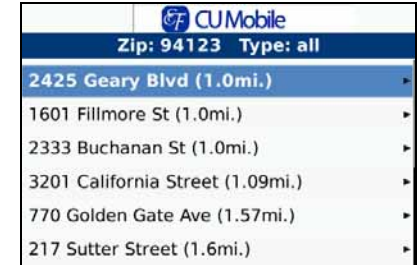 CU Mobile
Zip: 94123 Type: all
2425 Geary Blvd (1.0mi.)
1601 Fillmore St (1.0mi.)
2333 Buchanan St (1.0mi.)
3201 California Street (1.09mi.)
770 Golden Gate Ave (1.57mi.)
217 Sutter Street (1.6mi.)